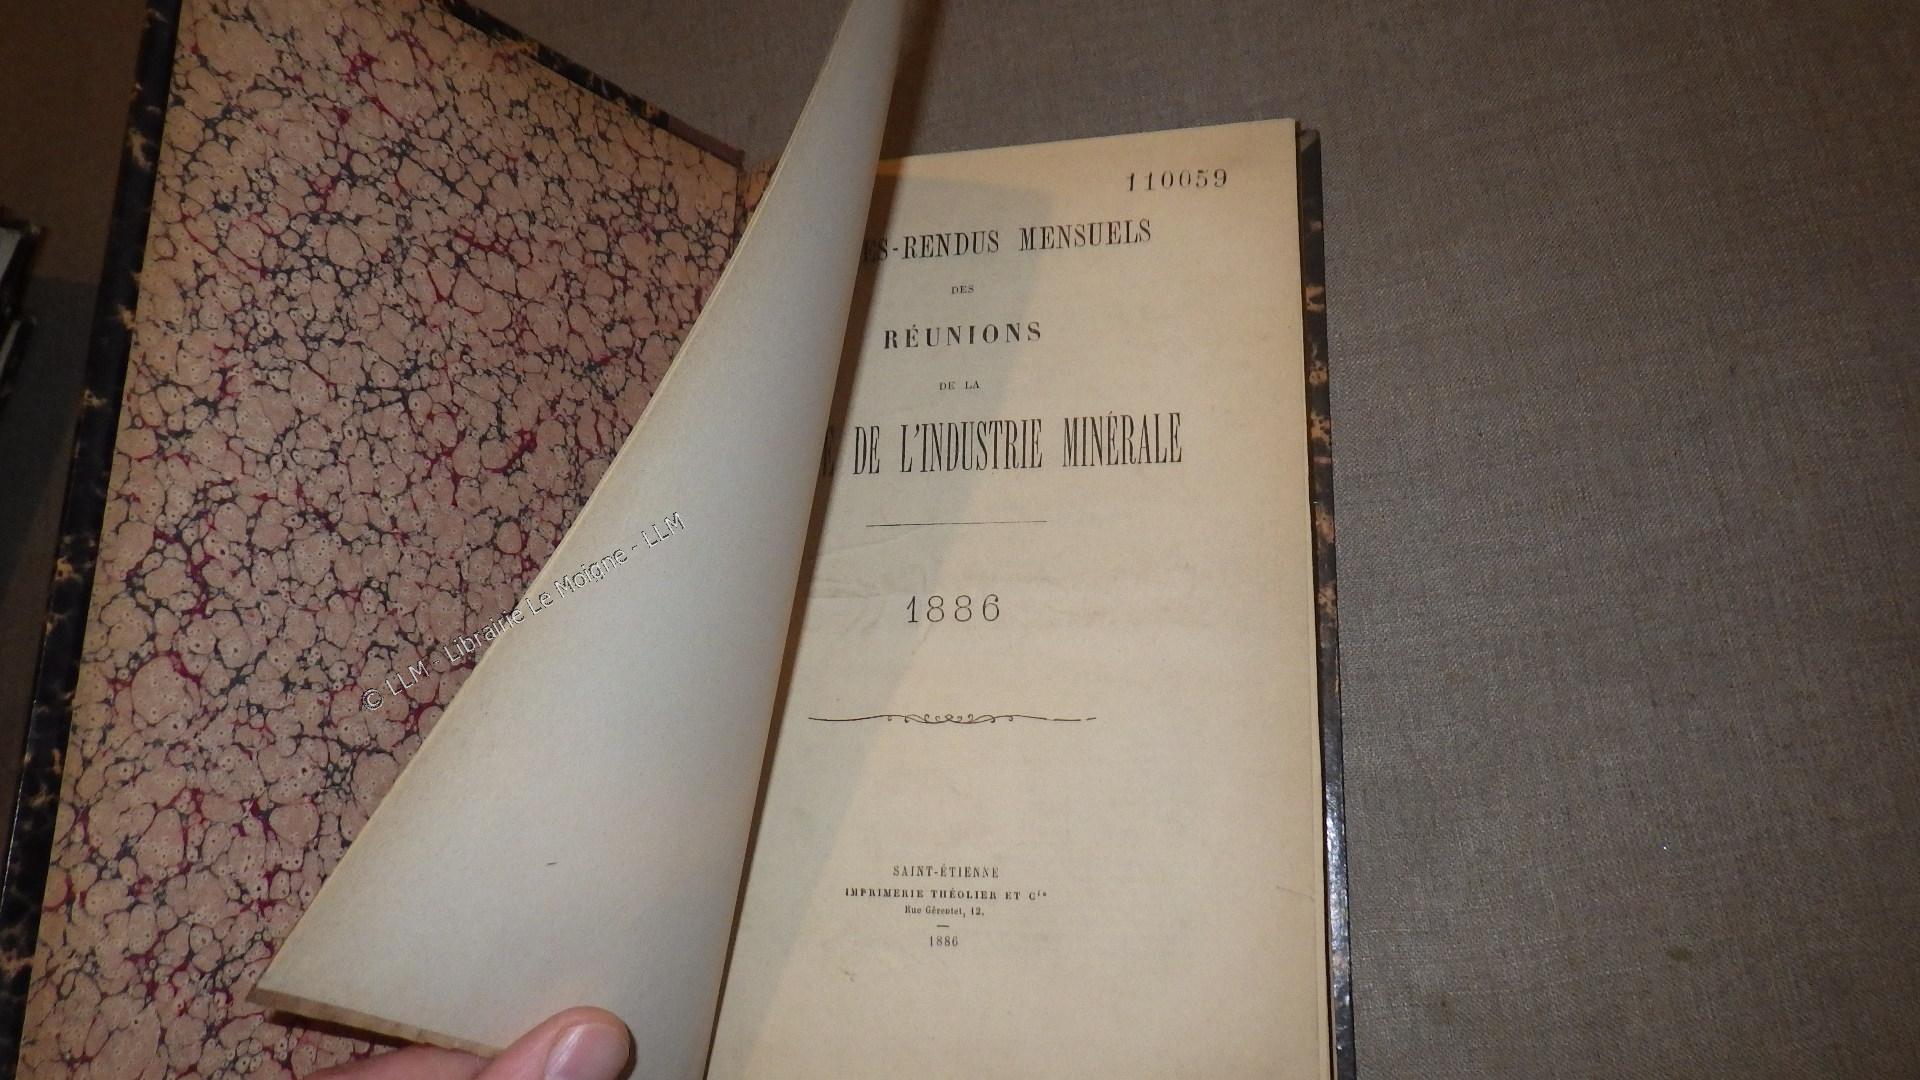 110059
ES-RENDUS MENSUELS
DES
RÉUNIONS
DE LA
E DE L'INDUSTRIE MINÉRALE
1886
SAINT-ÉTIENNE
IMPRIMERIE THÉOLIER ET Cie
Rue Gérentet, 12.
1886
© LLM - Librairie Le Moigne - LLM